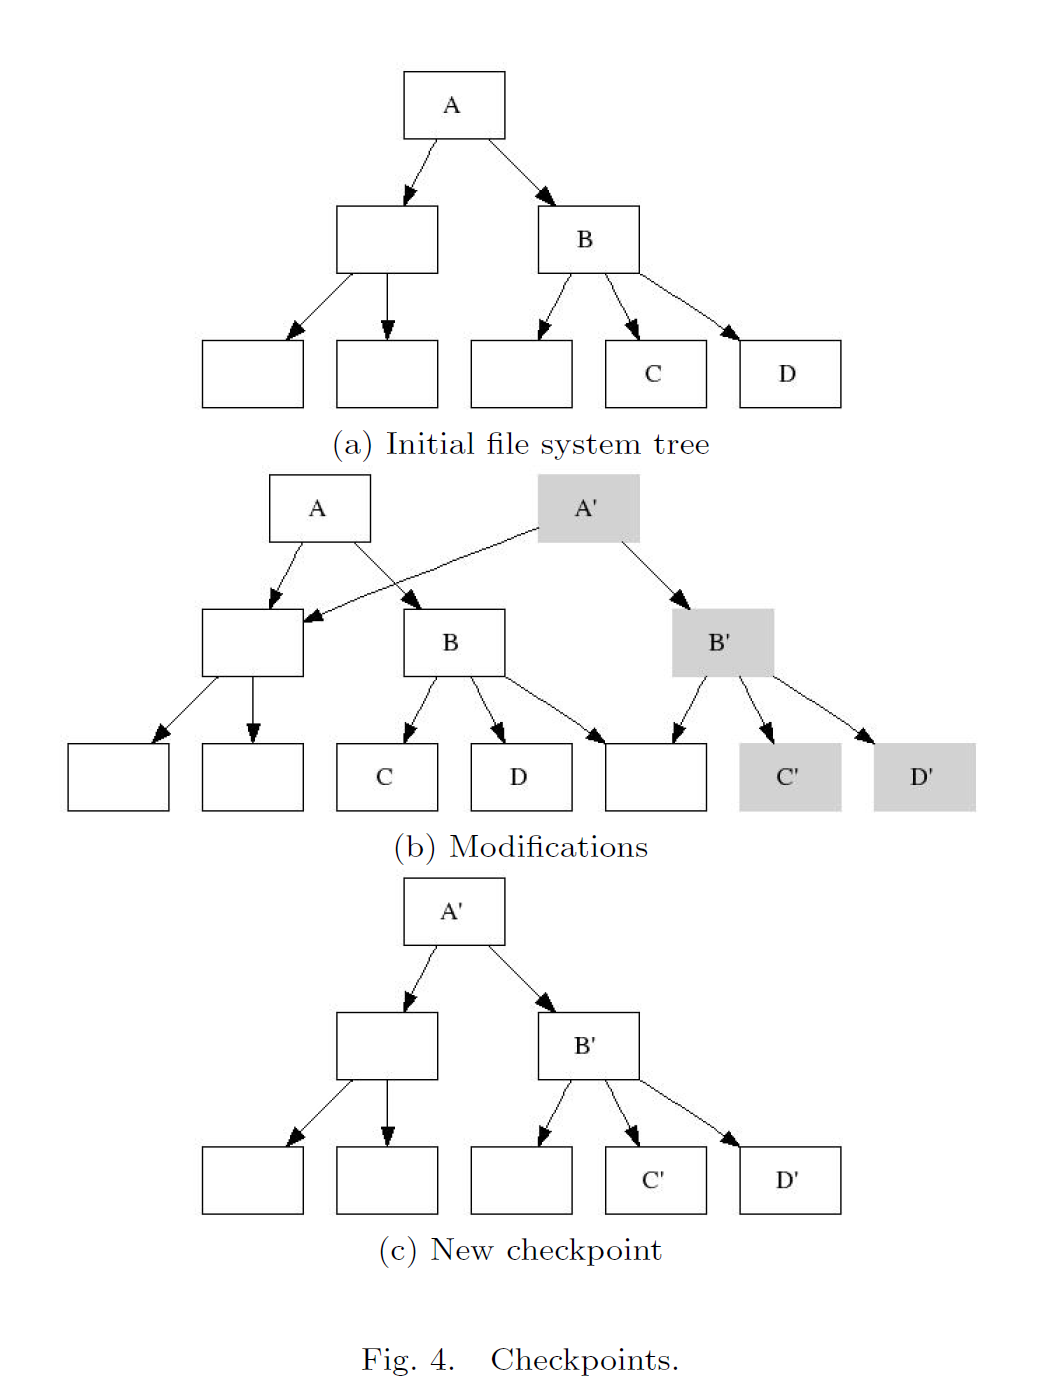 A
B
C D
(a) Initial file system tree
A A'
B B'
C D C' D'
(b) Modifications
A'
B'
C' D'
(c) New checkpoint
Fig. 4. Checkpoints.